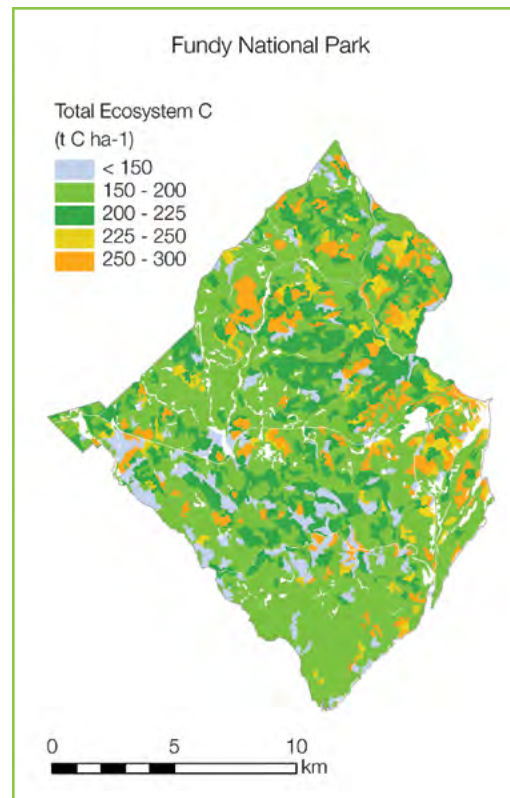 Fundy National Park
Total Ecosystem C
(t C ha-1)
< 150
150 - 200
200 - 225
225 - 250
250 - 300
0 5 10
km